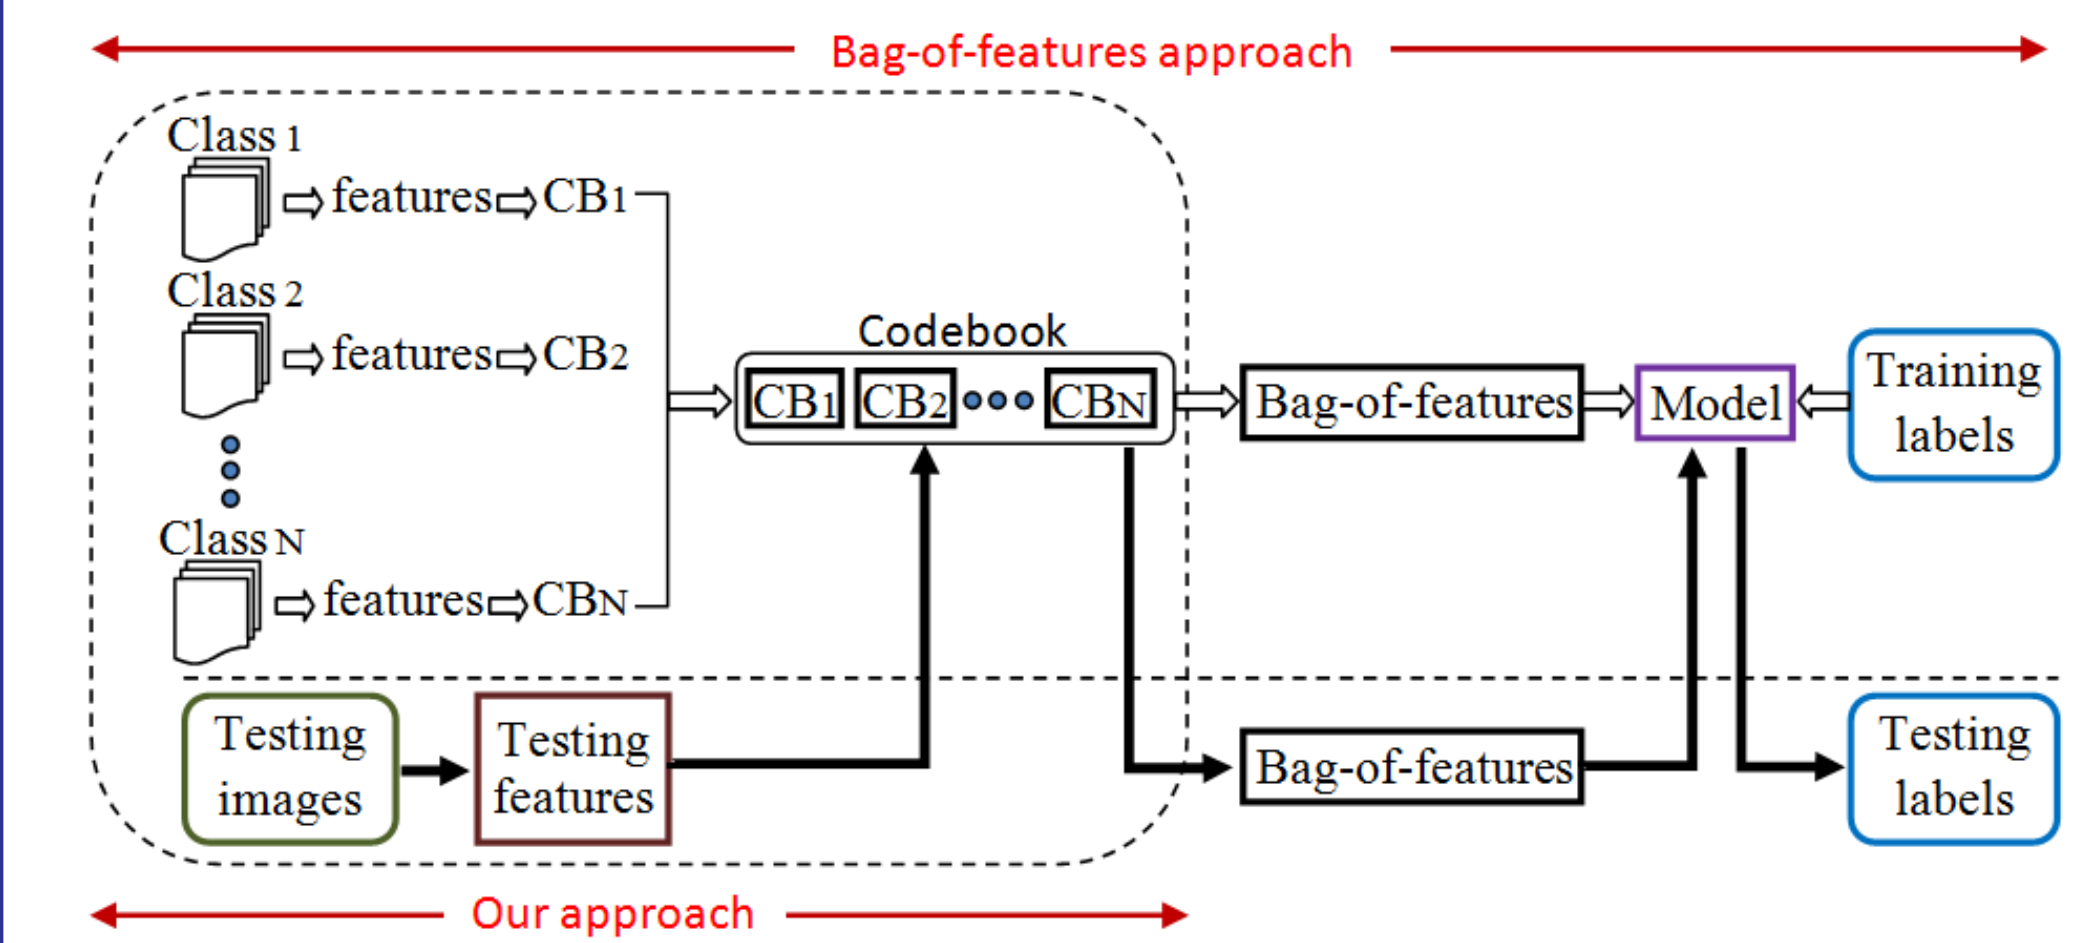 Bag-of-features approach
Class 1
features CB1
Class 2
features CB2
Class N
features CBN
Codebook
CB1 CB2 CBN
Bag-of-features
Model
Training
labels
Testing
images
Testing
features
Bag-of-features
Testing
labels
Our approach